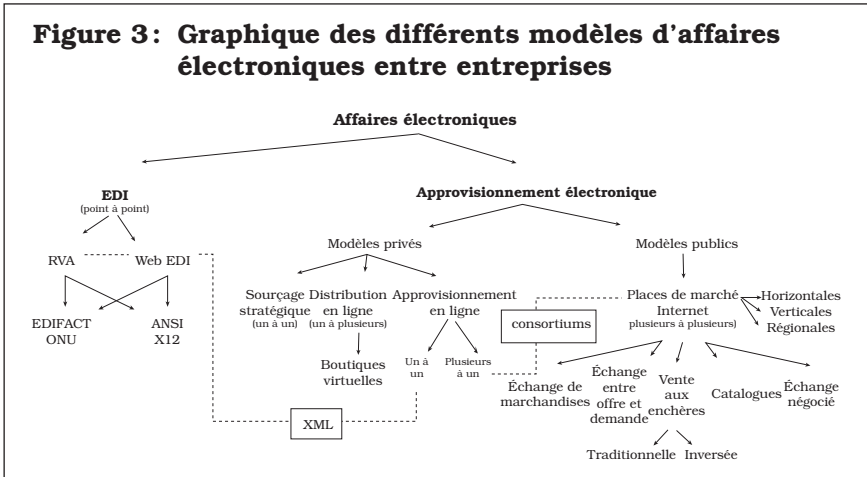 Figure 3: Graphique des différents modèles d'affaires
électroniques entre entreprises
Affaires électroniques
EDI
(point à point)
Approvisionnement électronique
RVA
Web EDI
Modèles privés
Modèles publics
EDIFACT
ONU
ANSI
X12
Sourçage
stratégique
(un à un)
Distribution
en ligne
(un à plusieurs)
Approvisionnement
en ligne
consortiums
Places de marché
Internet
plusieurs à plusieurs)
Horizontales
Verticales
Régionales
Boutiques
virtuelles
Un à
un
Plusieurs
à un
Échange de
marchandises
Échange
entre
offre et
demande
Vente
aux
enchères
Catalogues
Échange
négocié
XML
Traditionnelle
Inversée